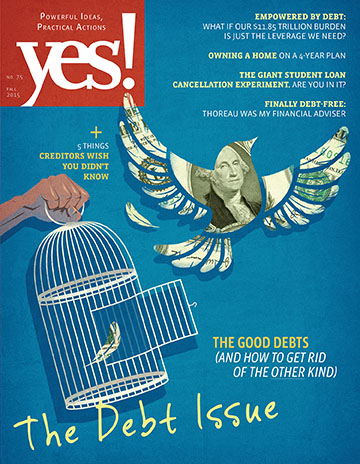 POWERFUL IDEAS,
PRACTICAL ACTIONS
yes!
NO. 75
FALL
2015
EMPOWERED BY DEBT:
WHAT IF OUR $11.85 TRILLION BURDEN
IS JUST THE LEVERAGE WE NEED?
OWNING A HOME ON A 4-YEAR PLAN
THE GIANT STUDENT LOAN
CANCELLATION EXPERIMENT. ARE YOU IN IT?
FINALLY DEBT-FREE:
THOREAU WAS MY FINANCIAL ADVISER
+
5 THINGS
CREDITORS WISH
YOU DIDN'T
KNOW
THE GOOD DEBTS
(AND HOW TO GET RID
OF THE OTHER KIND)
The Debt Issue